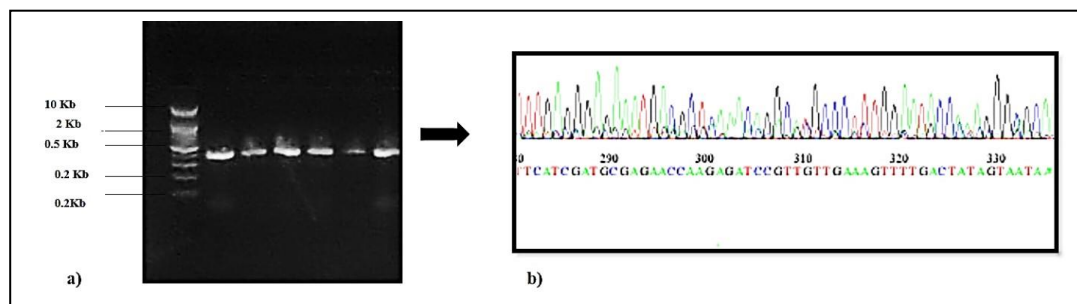 10 Kb
2 Kb
0.5 Kb
0.2 Kb
0.2Kb
a)
290 300 310 320 330
TTCATCGATGCGAGAACCAAGAGATCCGTTGTTGAAAGTTTTGACTATAGTAATA
b)